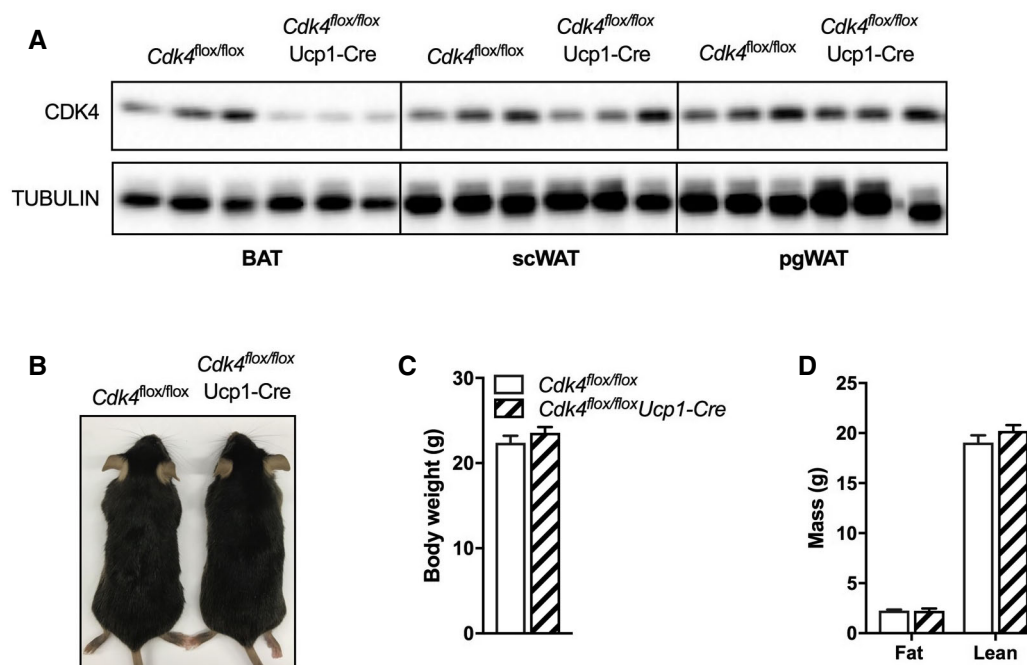 A
Cdk4flox/flox
Cdk4flox/flox
Ucp1-Cre
Cdk4flox/flox
Cdk4flox/flox
Ucp1-Cre
Cdk4flox/flox
Cdk4flox/flox
Ucp1-Cre
CDK4
TUBULIN
BAT
scWAT
pgWAT
B
Cdk4flox/flox
Cdk4flox/flox
Ucp1-Cre
C
Body weight (g)
30
20
10
0
Cdk4flox/flox
Cdk4flox/floxUcp1-Cre
D
Mass (g)
25
20
15
10
5
0
Fat
Lean